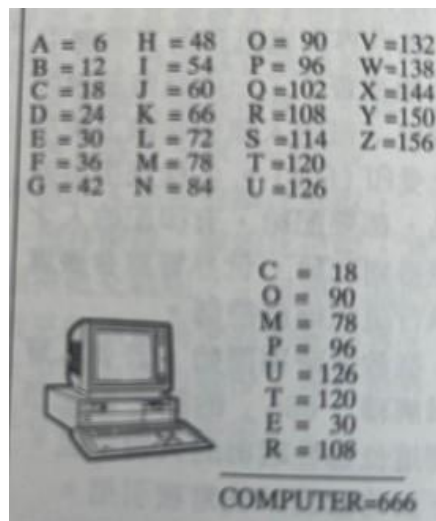 A = 6 H = 48 O = 90 V =132
B = 12 I = 54 P = 96 W=138
C = 18 J = 60 Q =102 X =144
D = 24 K = 66 R =108 Y =150
E = 30 L = 72 S =114 Z =156
F = 36 M = 78 T =120
G = 42 N = 84 U =126
C = 18
O = 90
M = 78
P = 96
U = 126
T = 120
E = 30
R = 108
COMPUTER=666